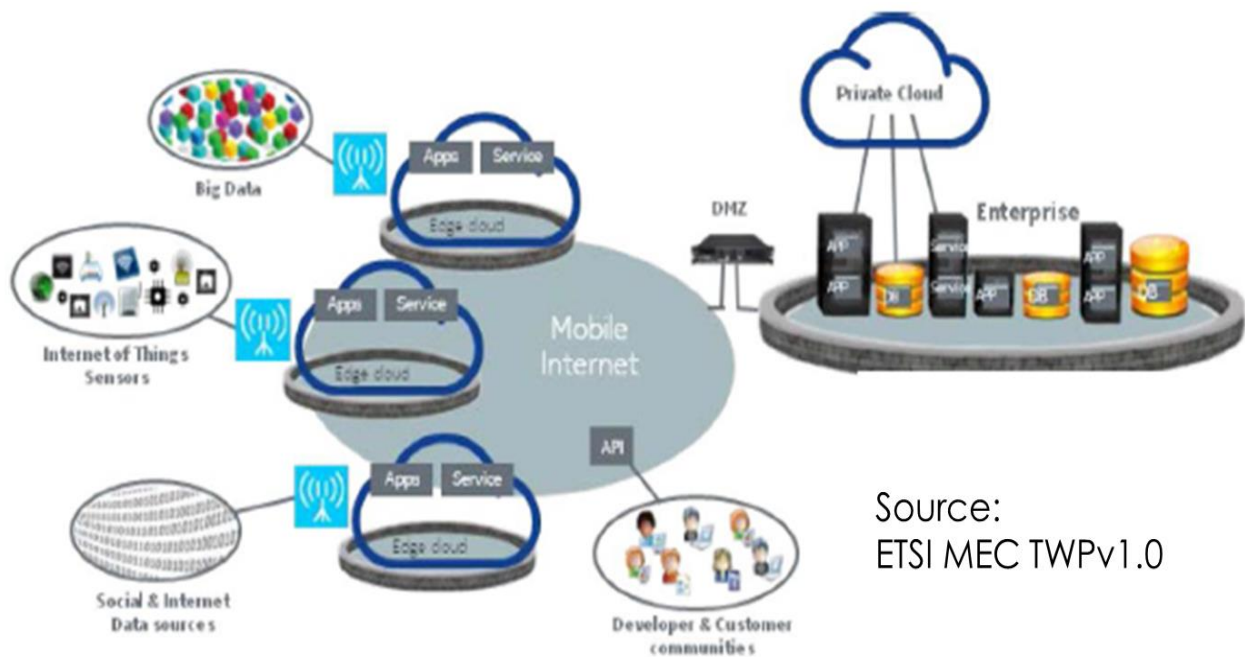 Private Cloud
Apps Service
Big Data
Edge cloud
DMZ
Enterprise
APP
Service
APP
APP
DB
Service
APP
DB
APP
DB
Apps Service
Mobile
Internet
Internet of Things
Sensors
Edge cloud
API
Apps Service
Edge cloud
Source:
ETSI MEC TWPv1.0
Social & Internet
Data sources
Developer & Customer
communities